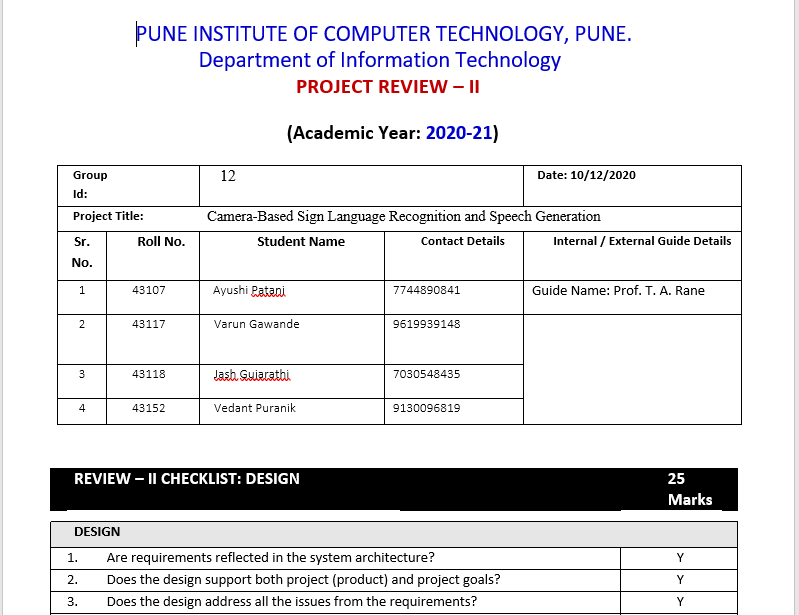 PUNE INSTITUTE OF COMPUTER TECHNOLOGY, PUNE.
Department of Information Technology
PROJECT REVIEW – II
(Academic Year: 2020-21)
Group Id: 12 Date: 10/12/2020
Project Title: Camera-Based Sign Language Recognition and Speech Generation
Sr. No. Roll No. Student Name Contact Details Internal / External Guide Details
1 43107 Ayushi Patani 7744890841 Guide Name: Prof. T. A. Rane
2 43117 Varun Gawande 9619939148
3 43118 Jash Gujarathi 7030548435
4 43152 Vedant Puranik 9130096819
REVIEW – II CHECKLIST: DESIGN 25 Marks
DESIGN
1. Are requirements reflected in the system architecture? Y
2. Does the design support both project (product) and project goals? Y
3. Does the design address all the issues from the requirements? Y